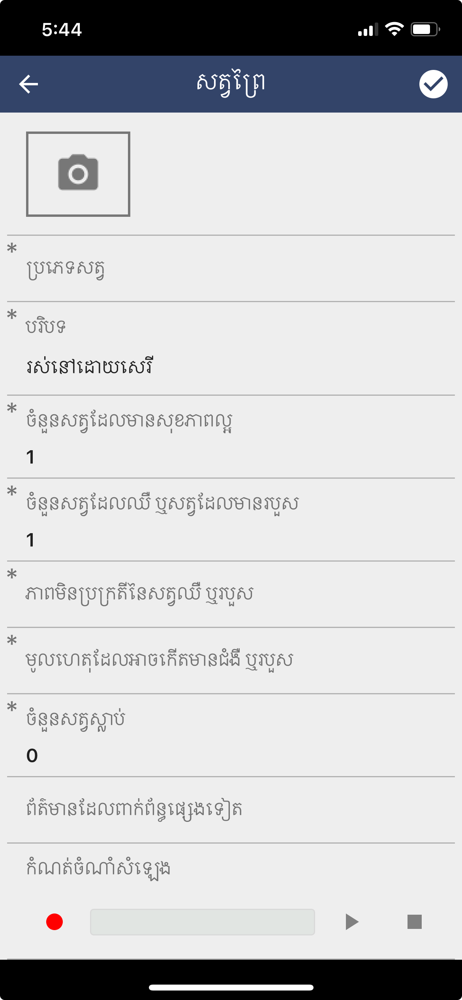 5:44
សត្វព្រៃ
*
ប្រភេទសត្វ
*
បរិបទ
រស់នៅដោយសេរី
*
ចំនួនសត្វដែលមានសុខភាពល្អ
1
*
ចំនួនសត្វដែលឈឺ ឬសត្វដែលមានរបួស
1
*
ភាពមិនប្រក្រតីនៃសត្វឈឺ ឬរបួស
*
មូលហេតុដែលអាចកើតមានជំងឺ ឬរបួស
*
ចំនួនសត្វស្លាប់
0
ព័ត៌មានដែលពាក់ព័ន្ធផ្សេងទៀត
កំណត់ចំណាំសំឡេង